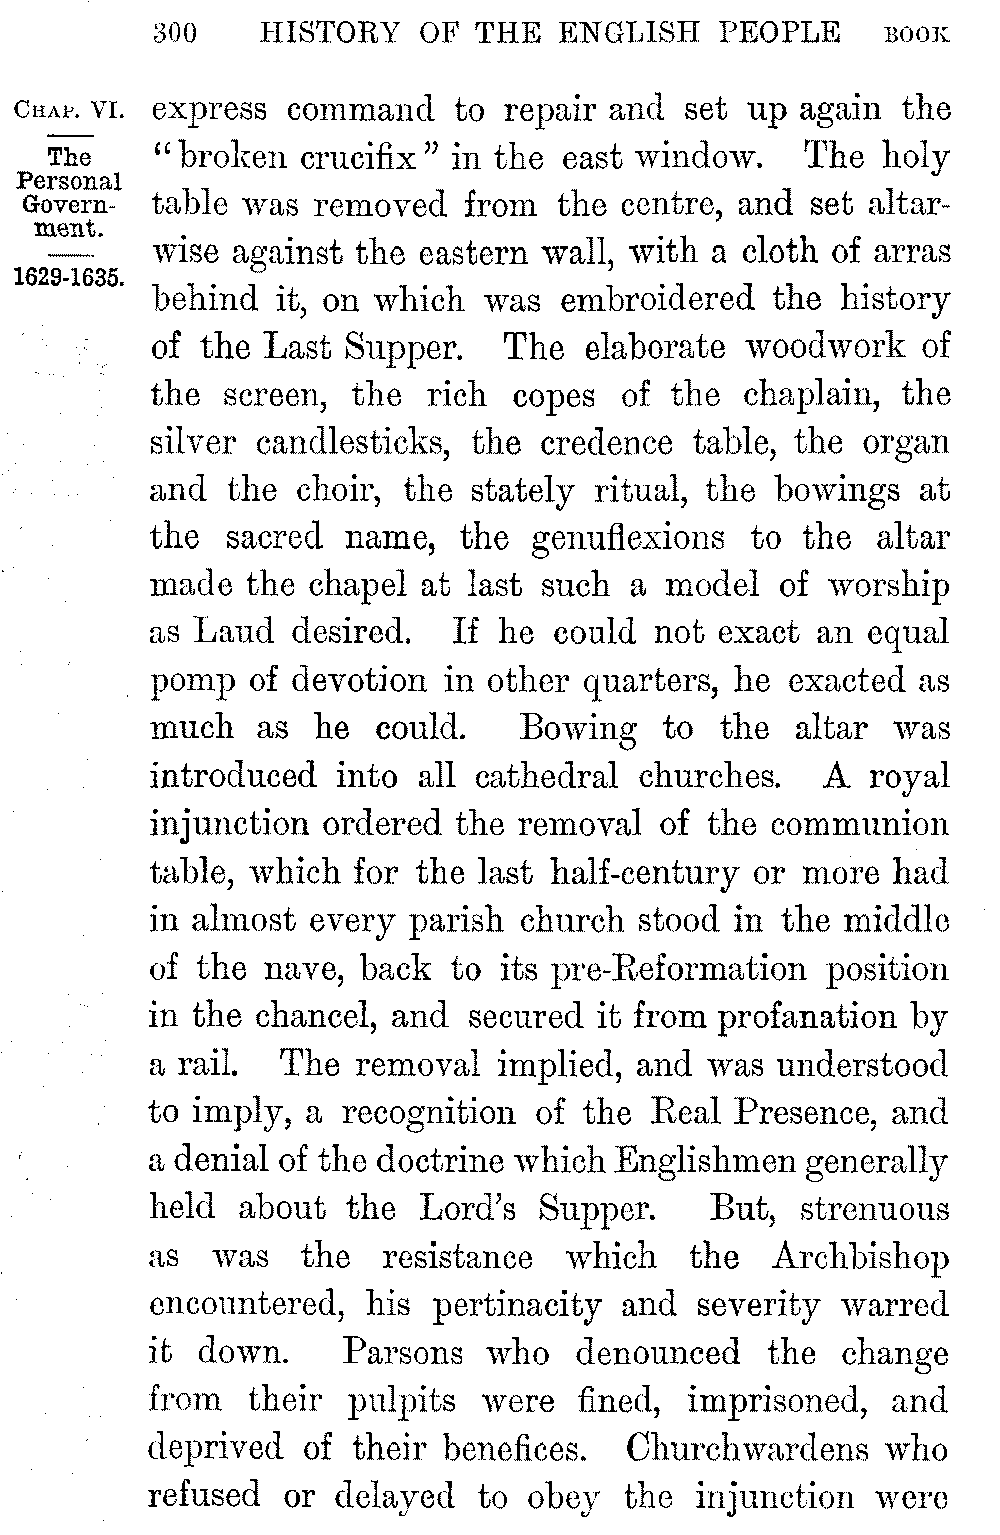 300 HISTORY OF THE ENGLISH PEOPLE BOOK
CHAP. VI.
The
Personal
Govern-
ment.
1629-1635.
express command to repair and set up again the
“broken crucifix” in the east window. The holy
table was removed from the centre, and set altar-
wise against the eastern wall, with a cloth of arras
behind it, on which was embroidered the history
of the Last Supper. The elaborate woodwork of
the screen, the rich copes of the chaplain, the
silver candlesticks, the credence table, the organ
and the choir, the stately ritual, the bowings at
the sacred name, the genuflexions to the altar
made the chapel at last such a model of worship
as Laud desired. If he could not exact an equal
pomp of devotion in other quarters, he exacted as
much as he could. Bowing to the altar was
introduced into all cathedral churches. A royal
injunction ordered the removal of the communion
table, which for the last half-century or more had
in almost every parish church stood in the middle
of the nave, back to its pre-Reformation position
in the chancel, and secured it from profanation by
a rail. The removal implied, and was understood
to imply, a recognition of the Real Presence, and
a denial of the doctrine which Englishmen generally
held about the Lord's Supper. But, strenuous
as was the resistance which the Archbishop
encountered, his pertinacity and severity warred
it down. Parsons who denounced the change
from their pulpits were fined, imprisoned, and
deprived of their benefices. Churchwardens who
refused or delayed to obey the injunction were